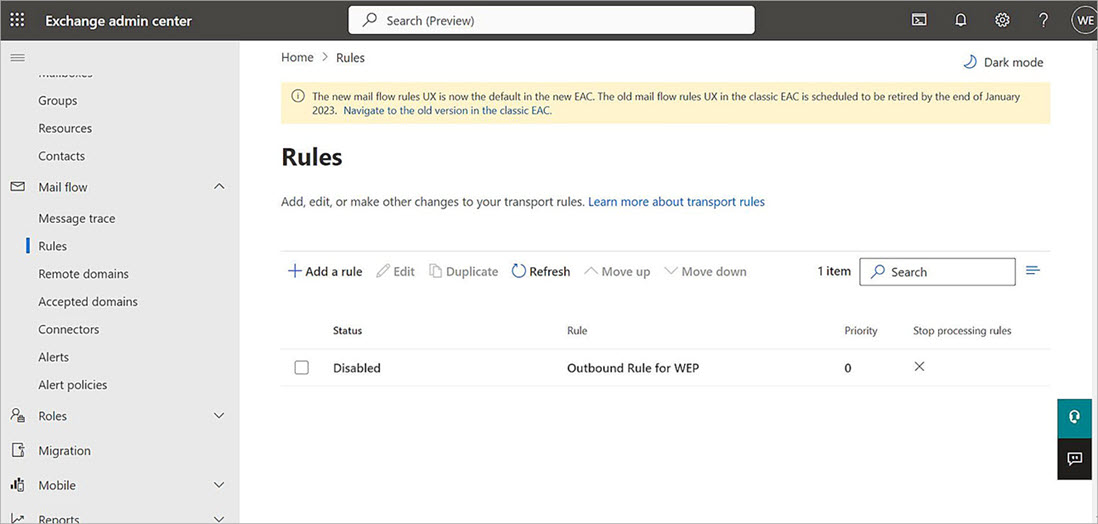 Exchange admin center
Search (Preview)
WE
Mailboxes
Groups
Resources
Contacts
Mail flow
Message trace
Rules
Remote domains
Accepted domains
Connectors
Alerts
Alert policies
Roles
Migration
Mobile
Reports
Home > Rules
Dark mode
The new mail flow rules UX is now the default in the new EAC. The old mail flow rules UX in the classic EAC is scheduled to be retired by the end of January
2023. Navigate to the old version in the classic EAC.
Rules
Add, edit, or make other changes to your transport rules. Learn more about transport rules
Add a rule Edit Duplicate Refresh Move up Move down 1 item Search
Status Rule Priority Stop processing rules
Disabled Outbound Rule for WEP 0